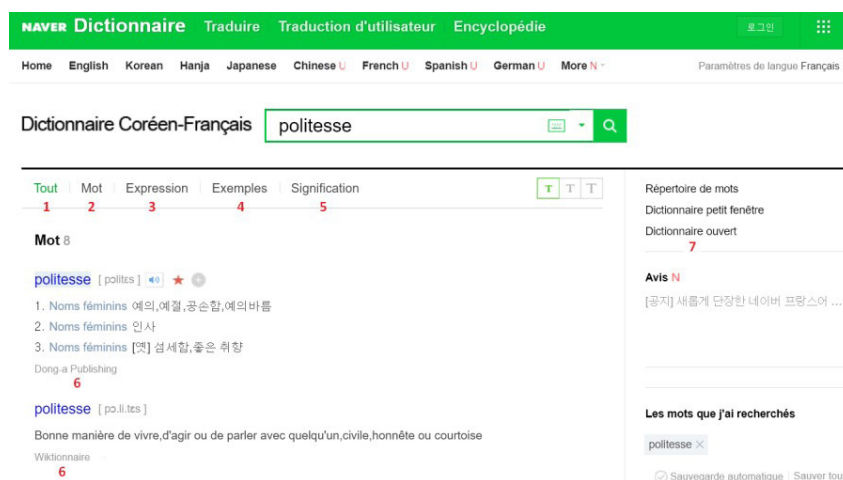 NAVER Dictionnaire Traduire Traduction d'utilisateur Encyclopédie 로그인
Home English Korean Hanja Japanese Chinese U French U Spanish U German U More N Paramètres de langue Français
Dictionnaire Coréen-Français politesse
Tout Mot Expression Exemples Signification T T T
1 2 3 4 5
Mot 8
politesse [ pɔlitɛs ]
1. Noms féminins 예의,예절,공손함,예의바름
2. Noms féminins 인사
3. Noms féminins [옛] 섬세함,좋은 취향
Dong-a Publishing
6
politesse [ pɔ.li.tɛs ]
Bonne manière de vivre,d'agir ou de parler avec quelqu'un,civile,honnête ou courtoise
Wiktionnaire
6
Répertoire de mots
Dictionnaire petit fenêtre
Dictionnaire ouvert
7
Avis N
[공지] 새롭게 단장한 네이버 프랑스어 ...
Les mots que j'ai recherchés
politesse ×
Sauvegarde automatique Sauver tou